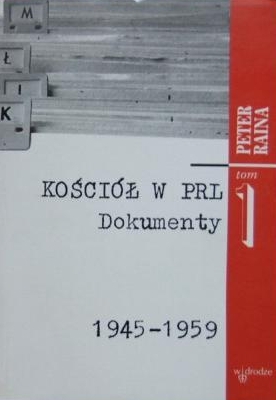 M
Ł
I
K
PETER
RAINA
tom
1
KOŚCIÓŁ W PRL
Dokumenty
1945-1959
w drodze